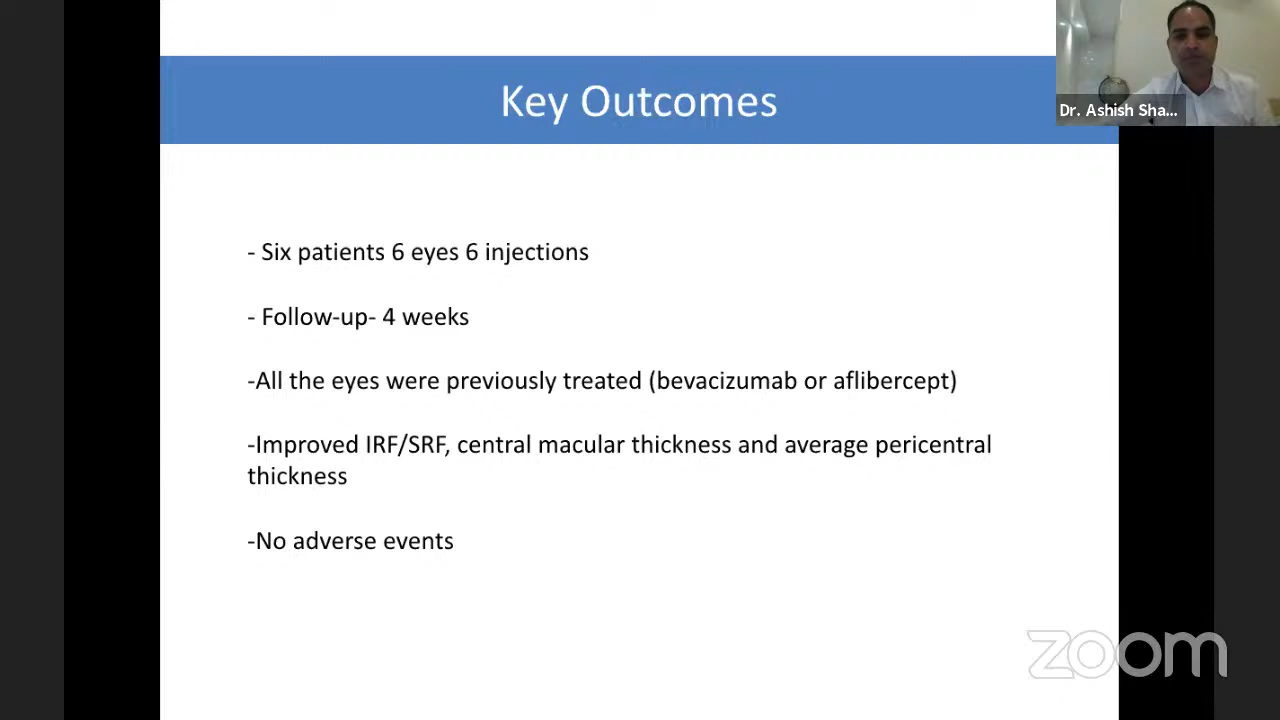 Key Outcomes
Dr. Ashish Sha...
- Six patients 6 eyes 6 injections
- Follow-up- 4 weeks
-All the eyes were previously treated (bevacizumab or aflibercept)
-Improved IRF/SRF, central macular thickness and average pericentral
thickness
-No adverse events
zoom